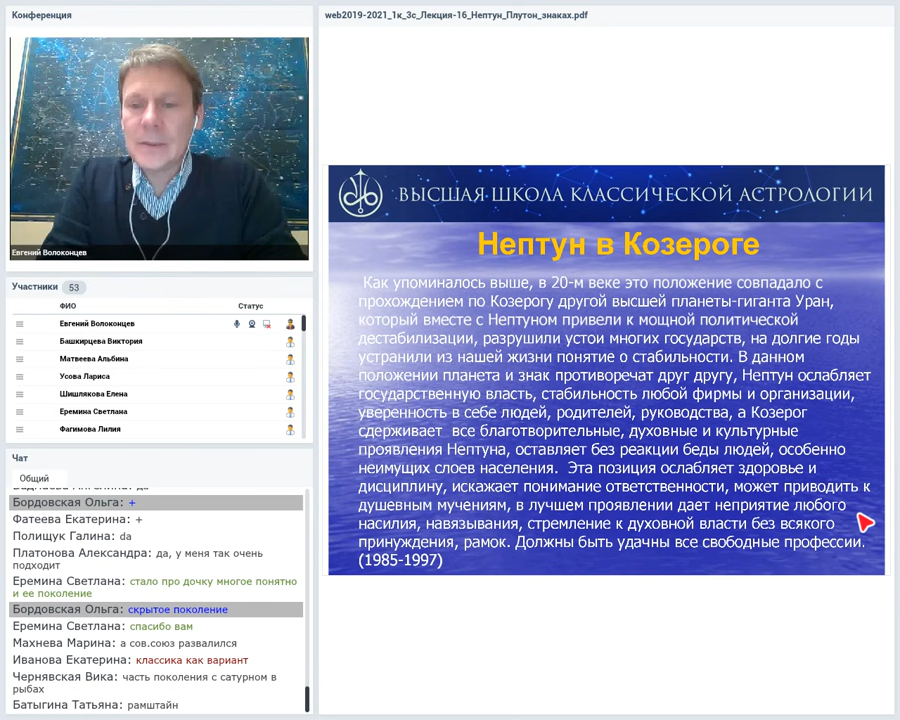 Конференция
Евгений Волоконцев
Участники 53
ФИО Статус
Евгений Волоконцев
Башкирцева Виктория
Матвеева Альбина
Усова Лариса
Шишлякова Елена
Еремина Светлана
Фагимова Лилия
Чат
Общий
Бордовская Ольга: +
Фатеева Екатерина: +
Полищук Галина: da
Платонова Александра: да, у меня так очень
подходит
Еремина Светлана: стало про дочку многое понятно
и ее поколение
Бордовская Ольга: скрытое поколение
Еремина Светлана: спасибо вам
Махнева Марина: а сов.союз развалился
Иванова Екатерина: классика как вариант
Чернявская Вика: часть поколения с сатурном в
рыбах
Батыгина Татьяна: рамштайн
web2019-2021_1к_3с_Лекция-16_Нептун_Плутон_знаках.pdf
ВЫСШАЯ ШКОЛА КЛАССИЧЕСКОЙ АСТРОЛОГИИ
Нептун в Козероге
Как упоминалось выше, в 20-м веке это положение совпадало с
прохождением по Козерогу другой высшей планеты-гиганта Уран,
который вместе с Нептуном привели к мощной политической
дестабилизации, разрушили устои многих государств, на долгие годы
устранили из нашей жизни понятие о стабильности. В данном
положении планета и знак противоречат друг другу, Нептун ослабляет
государственную власть, стабильность любой фирмы и организации,
уверенность в себе людей, родителей, руководства, а Козерог
сдерживает все благотворительные, духовные и культурные
проявления Нептуна, оставляет без реакции беды людей, особенно
неимущих слоев населения. Эта позиция ослабляет здоровье и
дисциплину, искажает понимание ответственности, может приводить к
душевным мучениям, в лучшем проявлении дает неприятие любого
насилия, навязывания, стремление к духовной власти без всякого
принуждения, рамок. Должны быть удачны все свободные профессии.
(1985-1997)